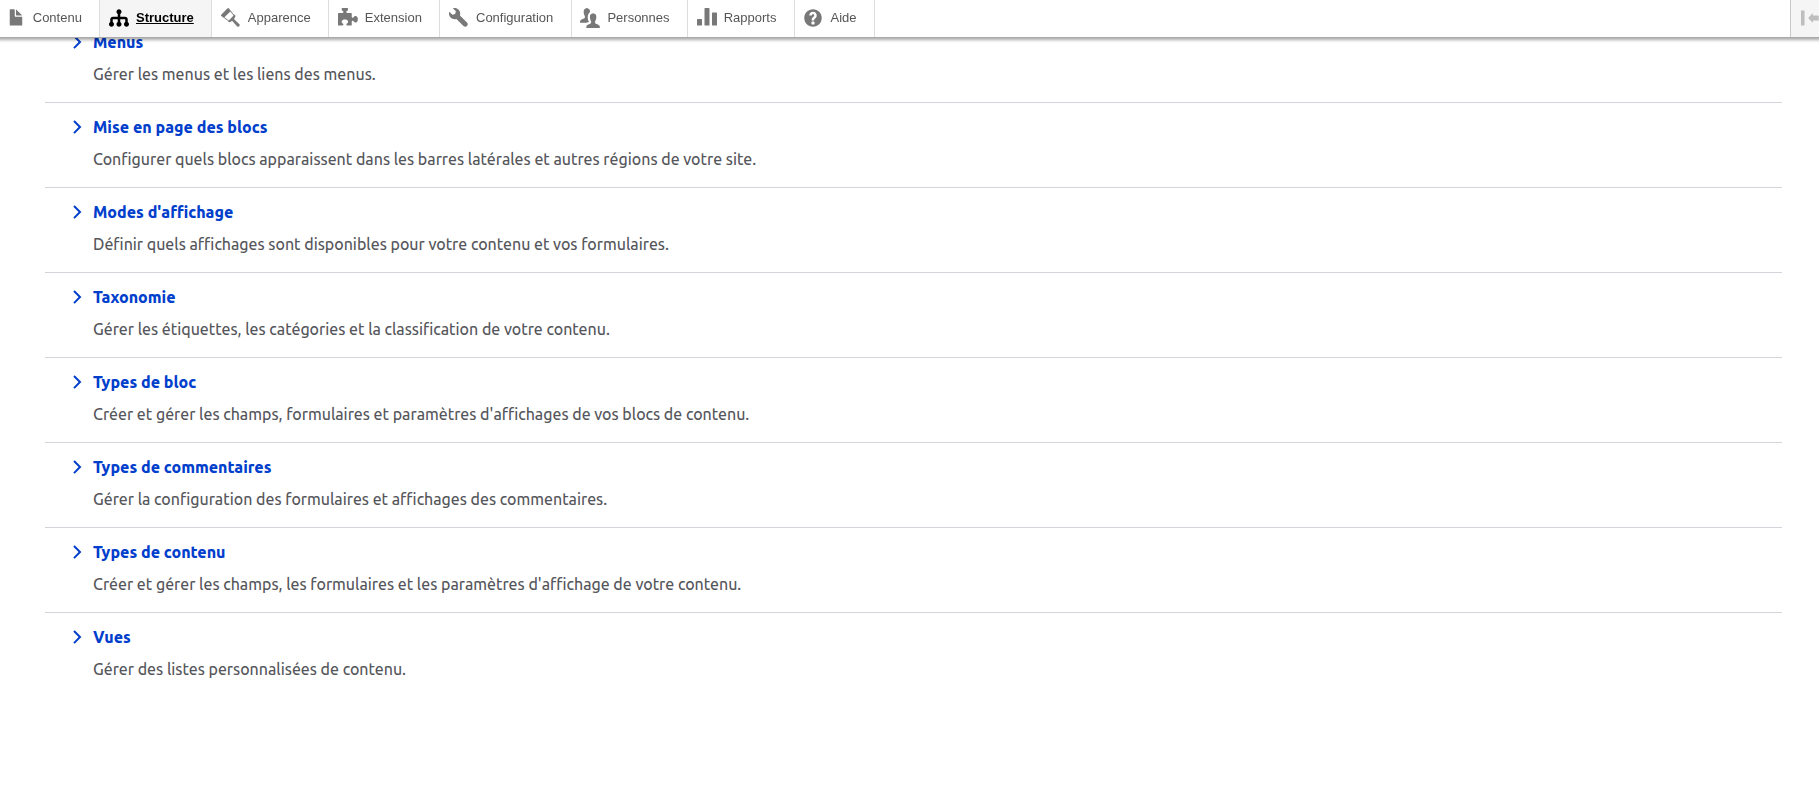 Contenu Structure Apparence Extension Configuration Personnes Rapports Aide
Menus
Gérer les menus et les liens des menus.
Mise en page des blocs
Configurer quels blocs apparaissent dans les barres latérales et autres régions de votre site.
Modes d'affichage
Définir quels affichages sont disponibles pour votre contenu et vos formulaires.
Taxonomie
Gérer les étiquettes, les catégories et la classification de votre contenu.
Types de bloc
Créer et gérer les champs, formulaires et paramètres d'affichages de vos blocs de contenu.
Types de commentaires
Gérer la configuration des formulaires et affichages des commentaires.
Types de contenu
Créer et gérer les champs, les formulaires et les paramètres d'affichage de votre contenu.
Vues
Gérer des listes personnalisées de contenu.